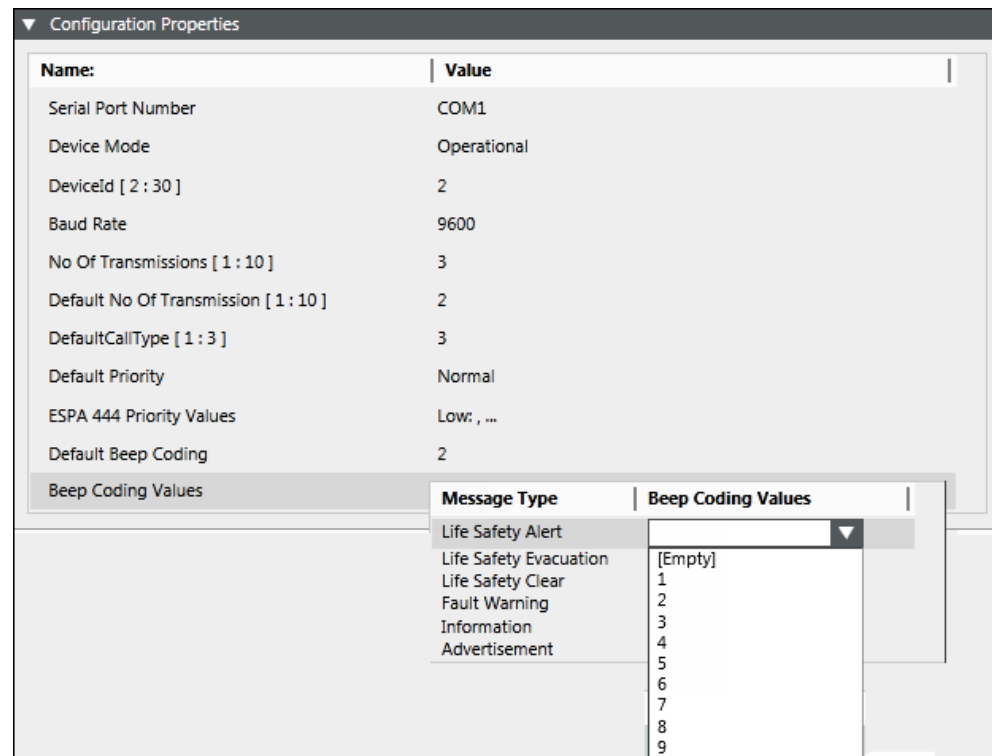 Configuration Properties
Name: Value
Serial Port Number COM1
Device Mode Operational
DeviceId [ 2 : 30 ] 2
Baud Rate 9600
No Of Transmissions [ 1 : 10 ] 3
Default No Of Transmission [ 1 : 10 ] 2
DefaultCallType [ 1 : 3 ] 3
Default Priority Normal
ESPA 444 Priority Values Low: , ...
Default Beep Coding 2
Beep Coding Values
Message Type Beep Coding Values
Life Safety Alert
Life Safety Evacuation
Life Safety Clear
Fault Warning
Information
Advertisement
[Empty]
1
2
3
4
5
6
7
8
9